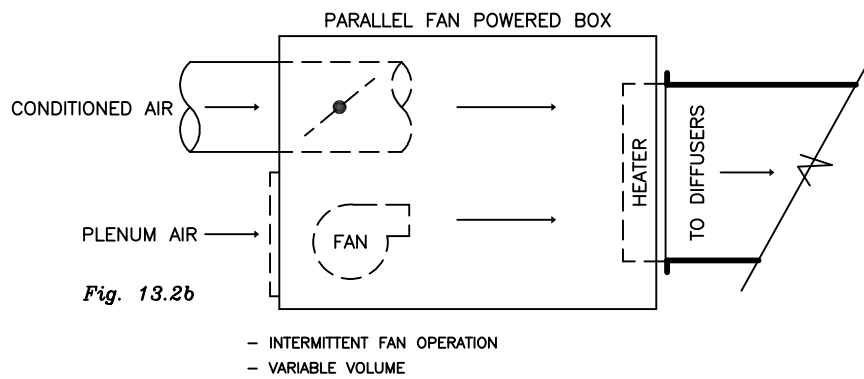 PARALLEL FAN POWERED BOX
CONDITIONED AIR
HEATER
TO DIFFUSERS
PLENUM AIR
FAN
Fig. 13.2b
- INTERMITTENT FAN OPERATION
- VARIABLE VOLUME